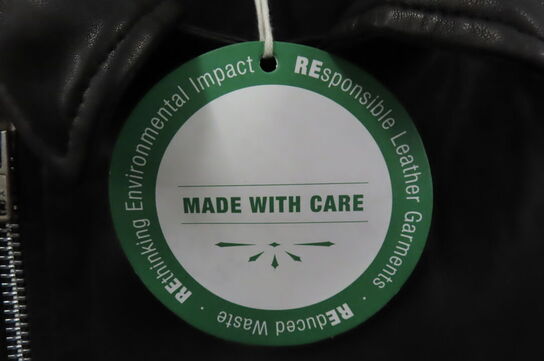 REsponsible Leather Garments · REduced Waste · REthinking Environmental Impact ·
MADE WITH CARE